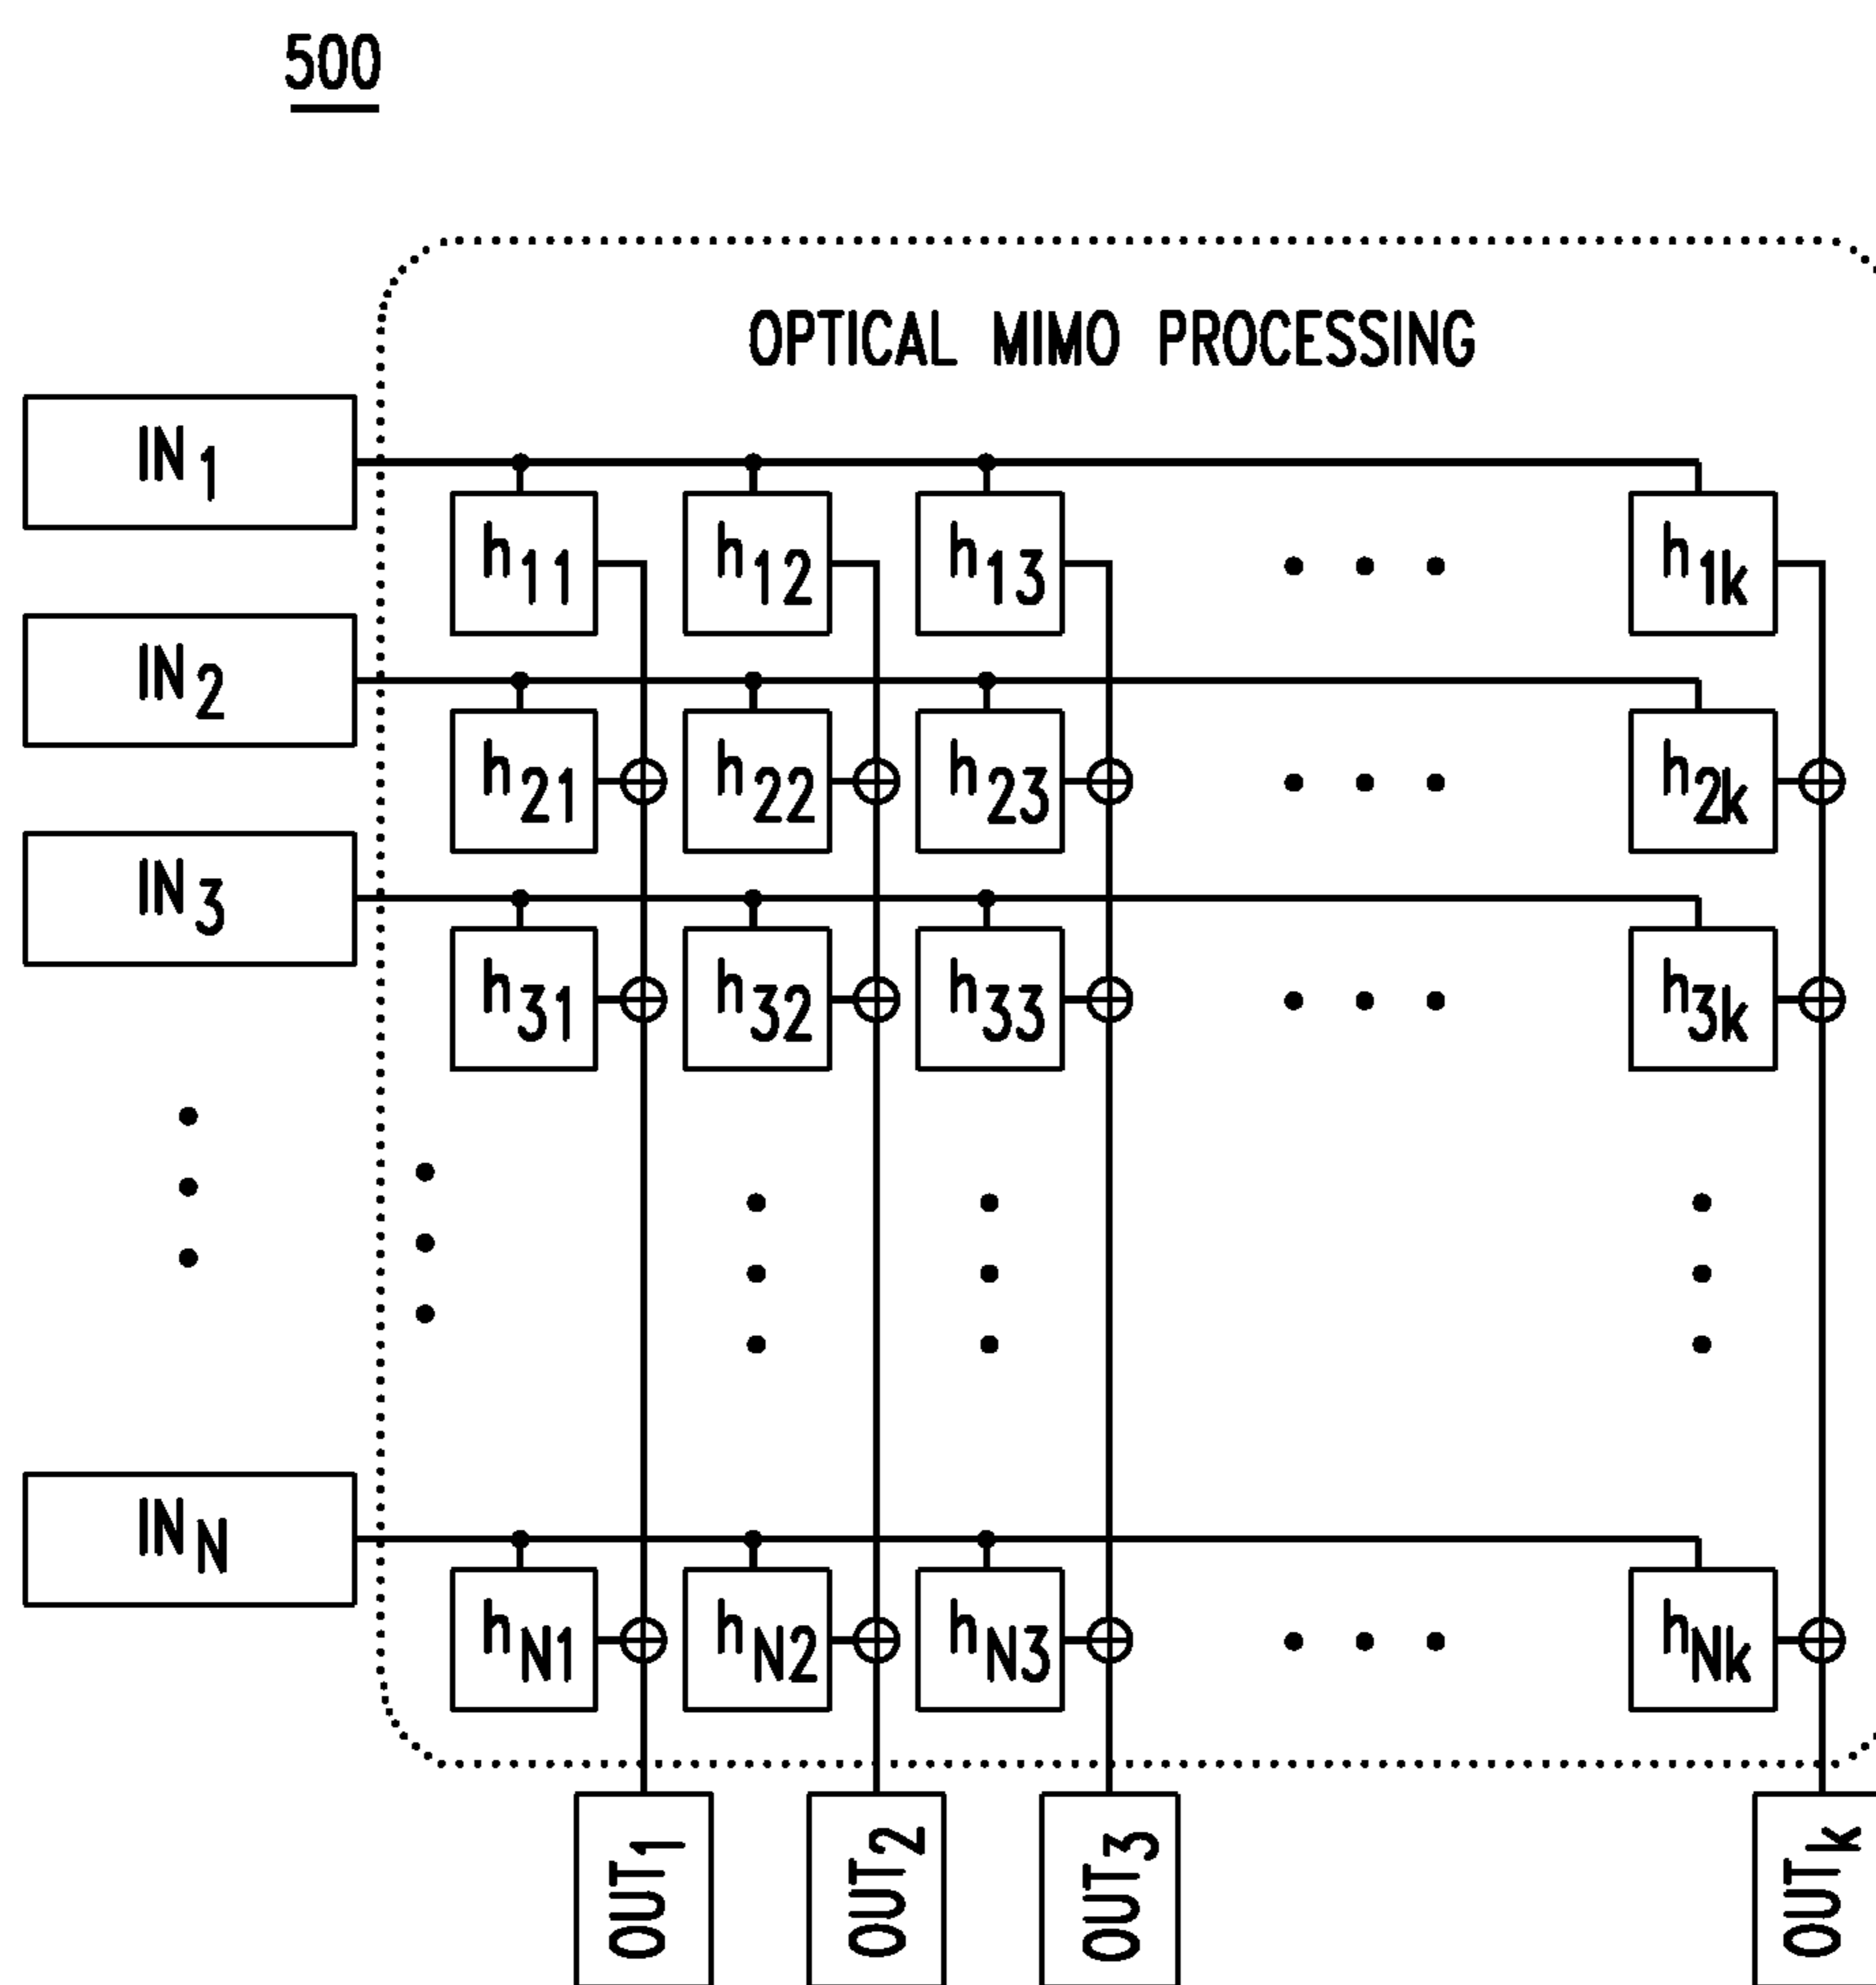 500
OPTICAL MIMO PROCESSING
IN1
h11 h12 h13 h1k
IN2
h21 h22 h23 h2k
IN3
h31 h32 h33 h3k
INN
hN1 hN2 hN3 hNk
OUT1 OUT2 OUT3 OUTk